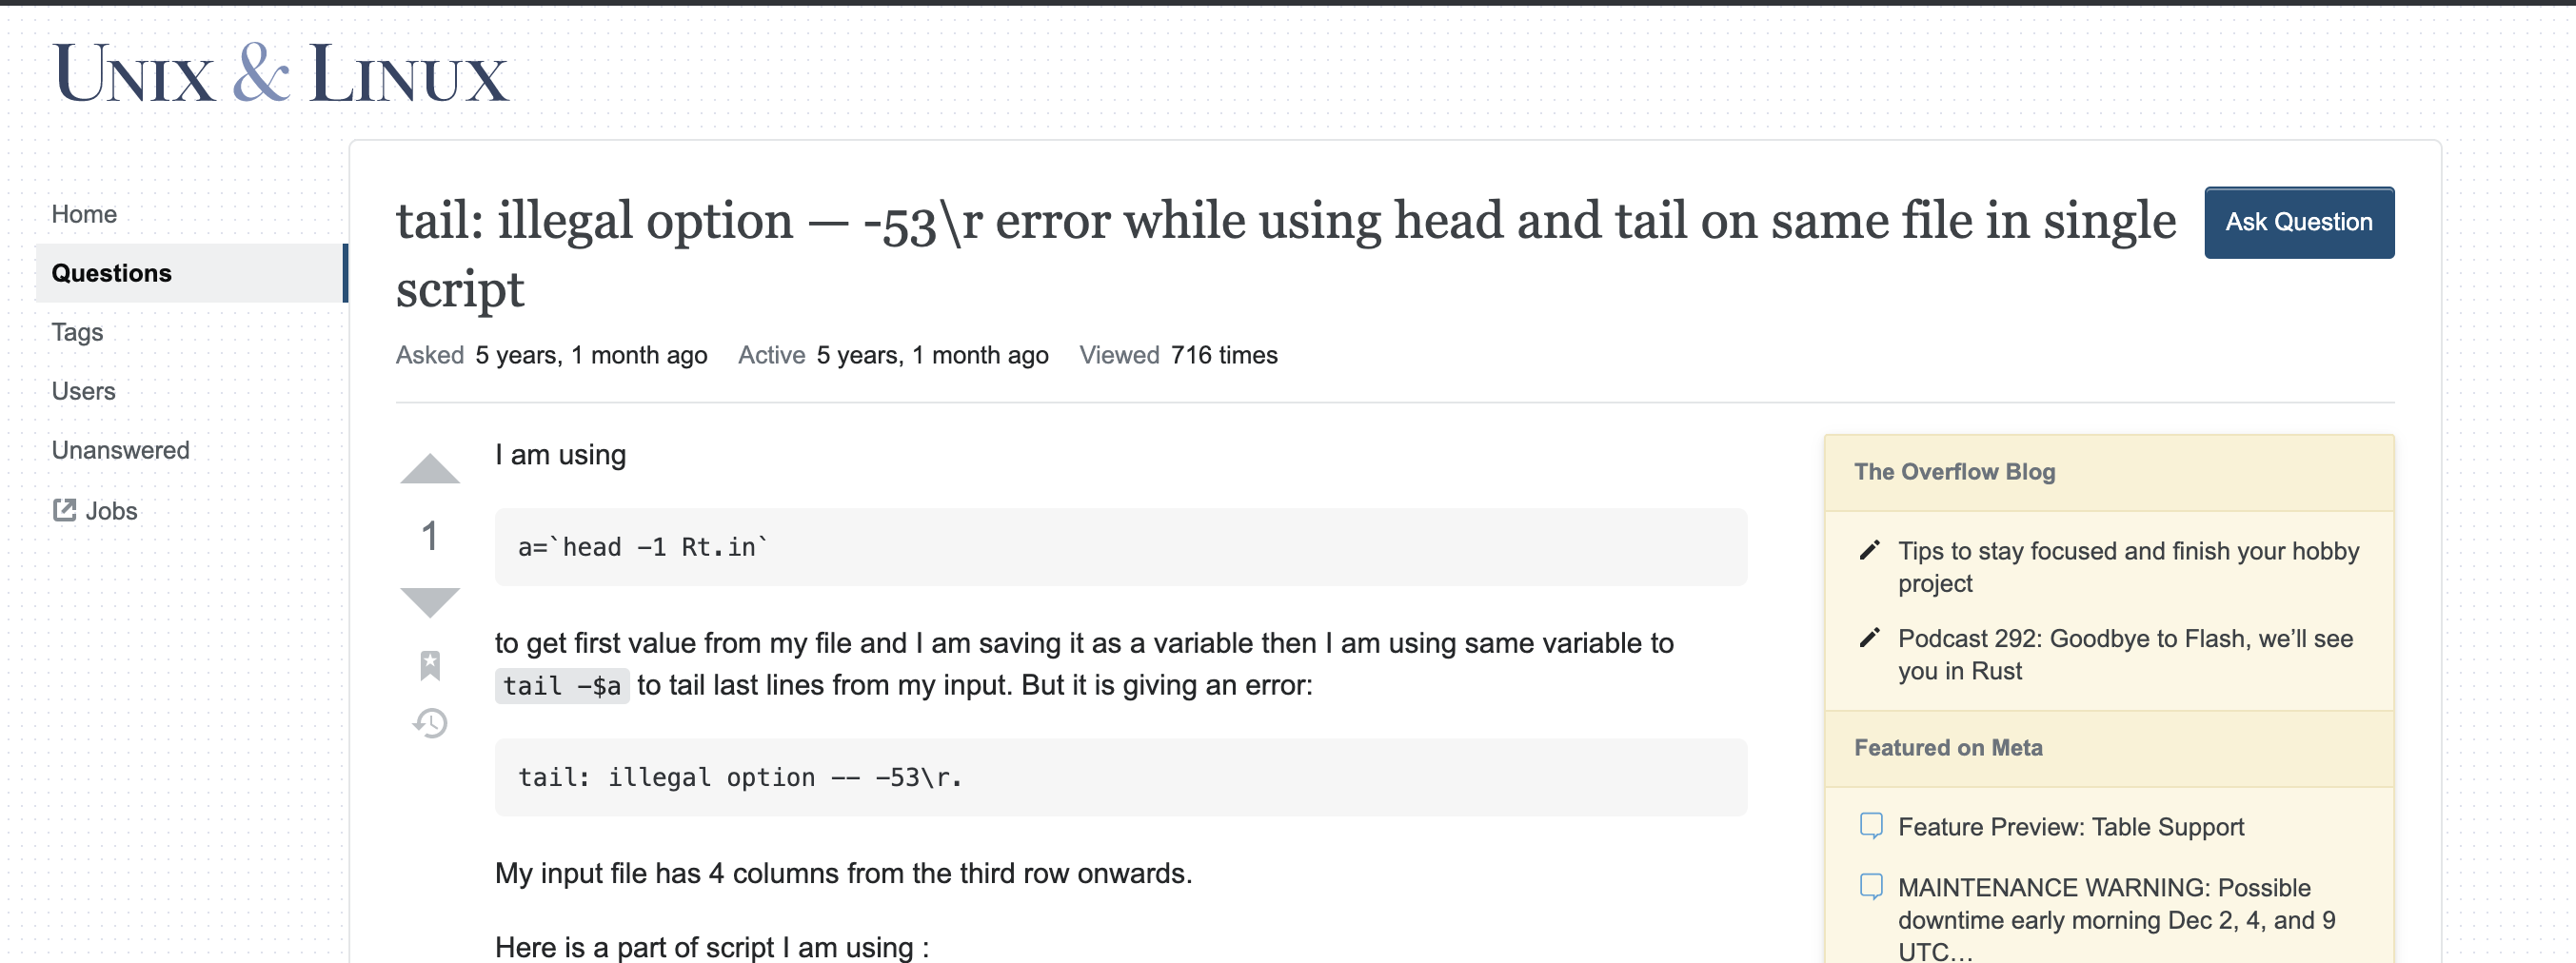 UNIX & LINUX
Home
Questions
Tags
Users
Unanswered
Jobs
tail: illegal option — -53\r error while using head and tail on same file in single
script
Ask Question
Asked 5 years, 1 month ago Active 5 years, 1 month ago Viewed 716 times
1
I am using
a=`head -1 Rt.in`
to get first value from my file and I am saving it as a variable then I am using same variable to
tail -$a to tail last lines from my input. But it is giving an error:
tail: illegal option -- -53\r.
My input file has 4 columns from the third row onwards.
Here is a part of script I am using :
The Overflow Blog
Tips to stay focused and finish your hobby
project
Podcast 292: Goodbye to Flash, we’ll see
you in Rust
Featured on Meta
Feature Preview: Table Support
MAINTENANCE WARNING: Possible
downtime early morning Dec 2, 4, and 9
UTC…